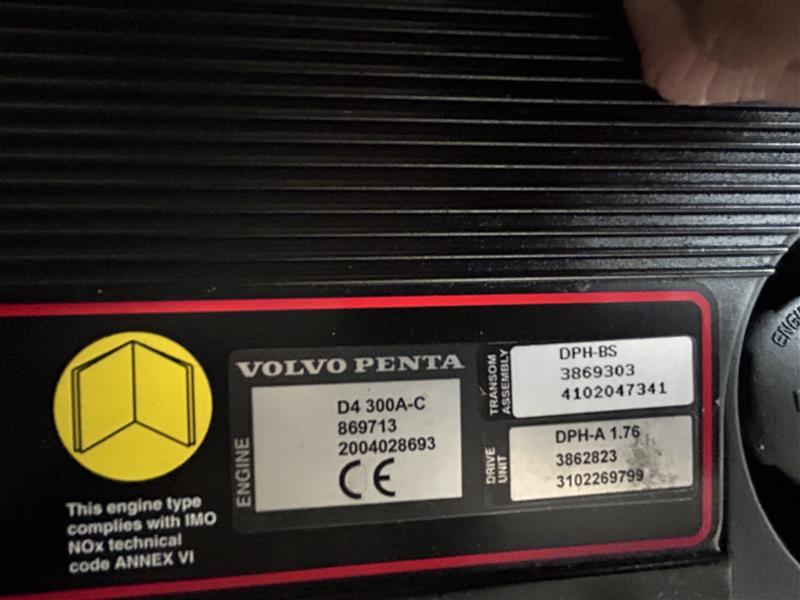 VOLVO PENTA
ENGINE
D4 300A-C
869713
2004028693
CE
TRANSOM
ASSEMBLY
DPH-BS
3869303
4102047341
DRIVE
UNIT
DPH-A 1.76
3862823
3102269799
This engine type
complies with IMO
NOx technical
code ANNEX VI